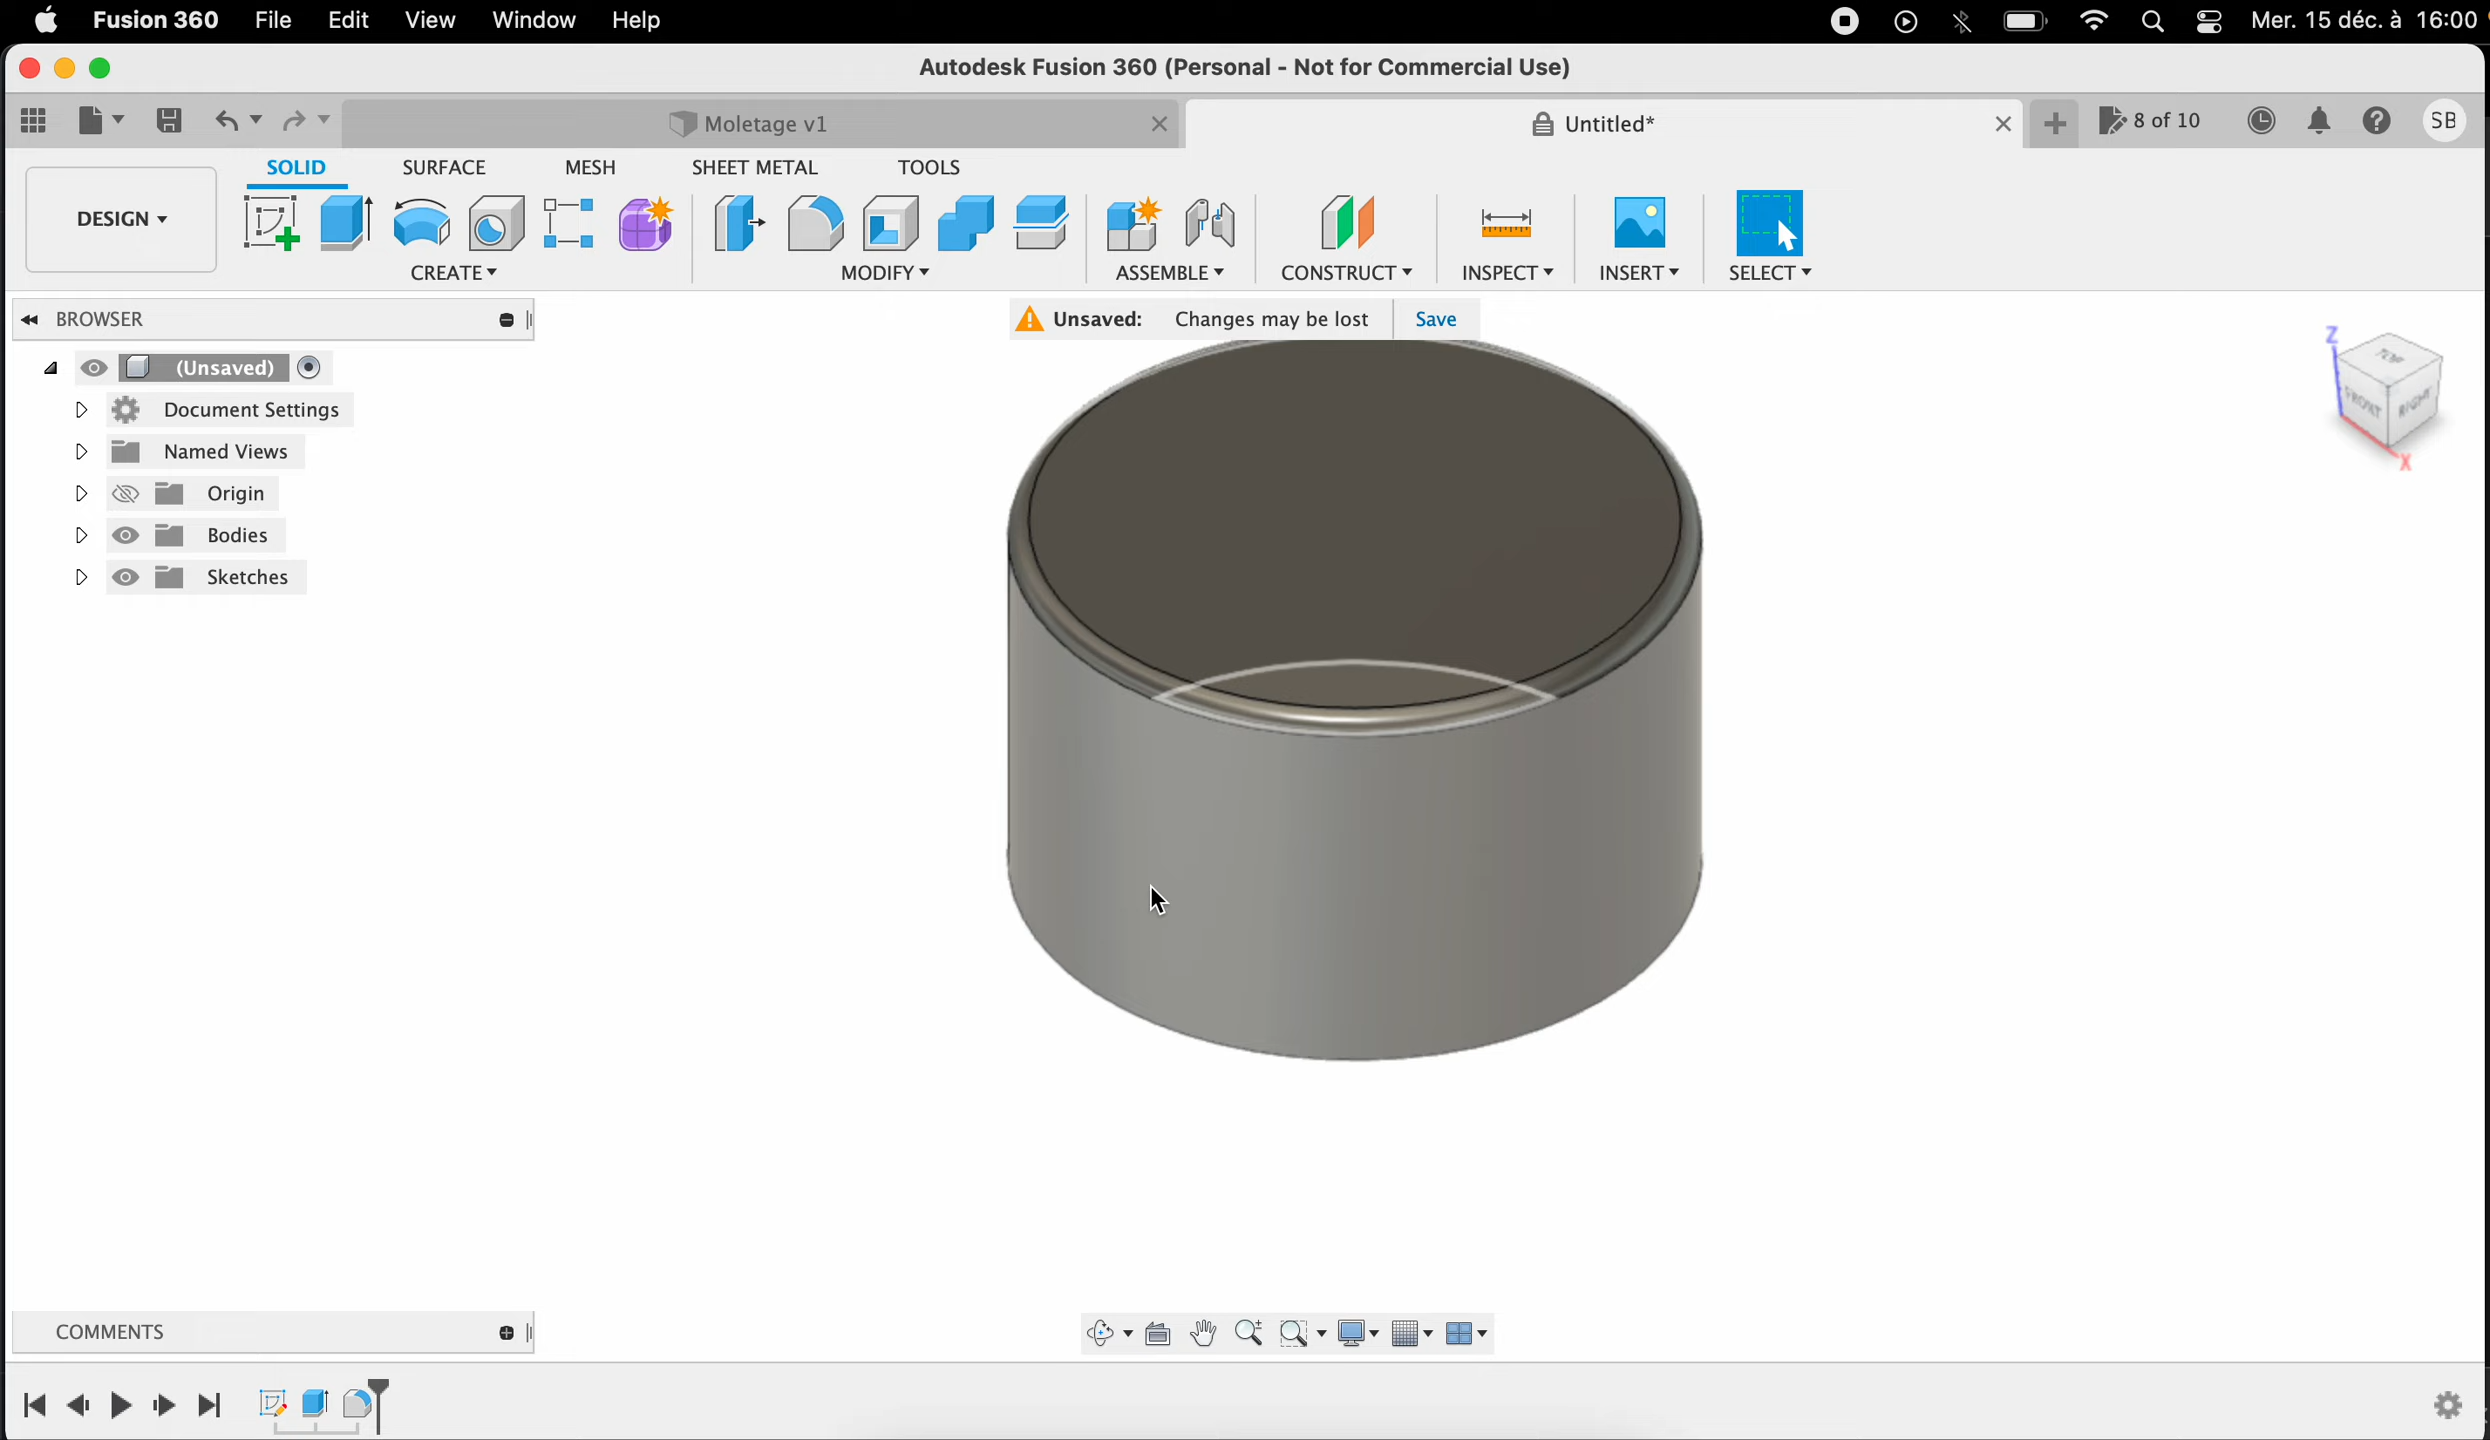 Fusion 360 File Edit View Window Help Mer. 15 déc. à 16:00
Autodesk Fusion 360 (Personal - Not for Commercial Use)
Moletage v1 Untitled* 8 of 10 SB
SOLID SURFACE MESH SHEET METAL TOOLS
DESIGN
CREATE MODIFY ASSEMBLE CONSTRUCT INSPECT INSERT SELECT
BROWSER
Unsaved: Changes may be lost Save
(Unsaved)
Document Settings
Named Views
Origin
Bodies
Sketches
Z
TOP
FRONT RIGHT
X
COMMENTS